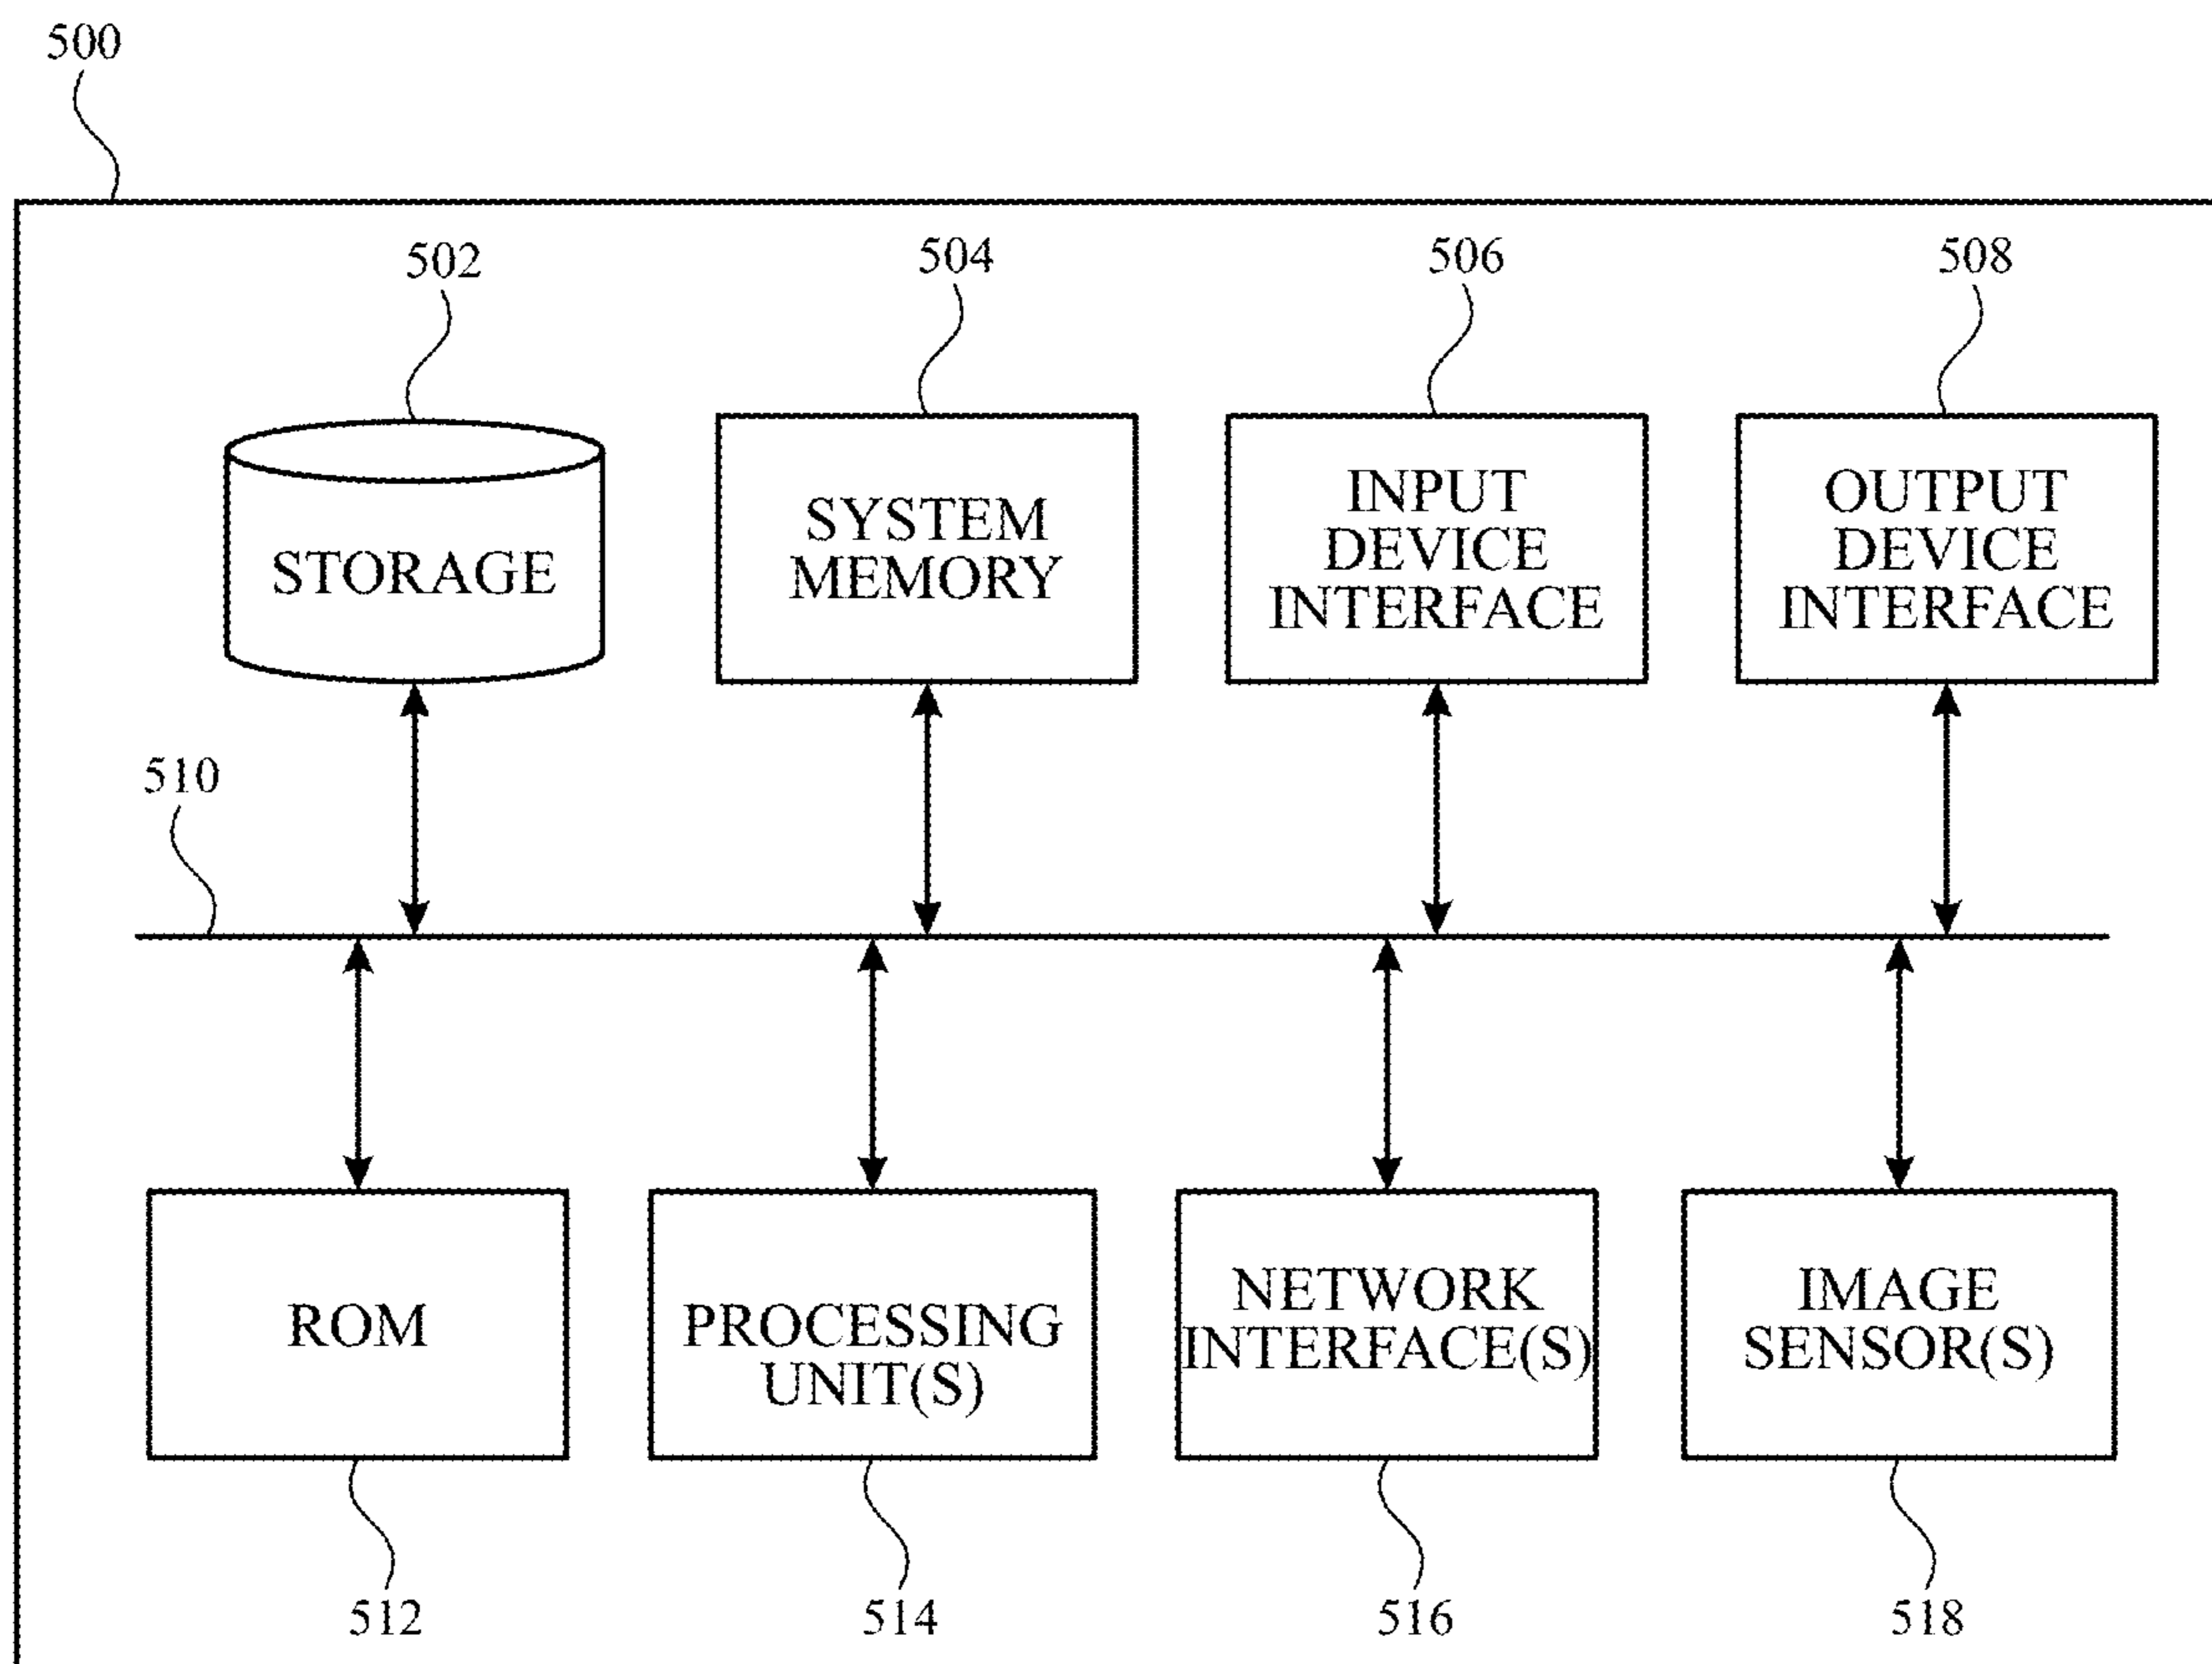 500
502
504
506
508
STORAGE
SYSTEM
MEMORY
INPUT
DEVICE
INTERFACE
OUTPUT
DEVICE
INTERFACE
510
ROM
PROCESSING
UNIT(S)
NETWORK
INTERFACE(S)
IMAGE
SENSOR(S)
512
514
516
518